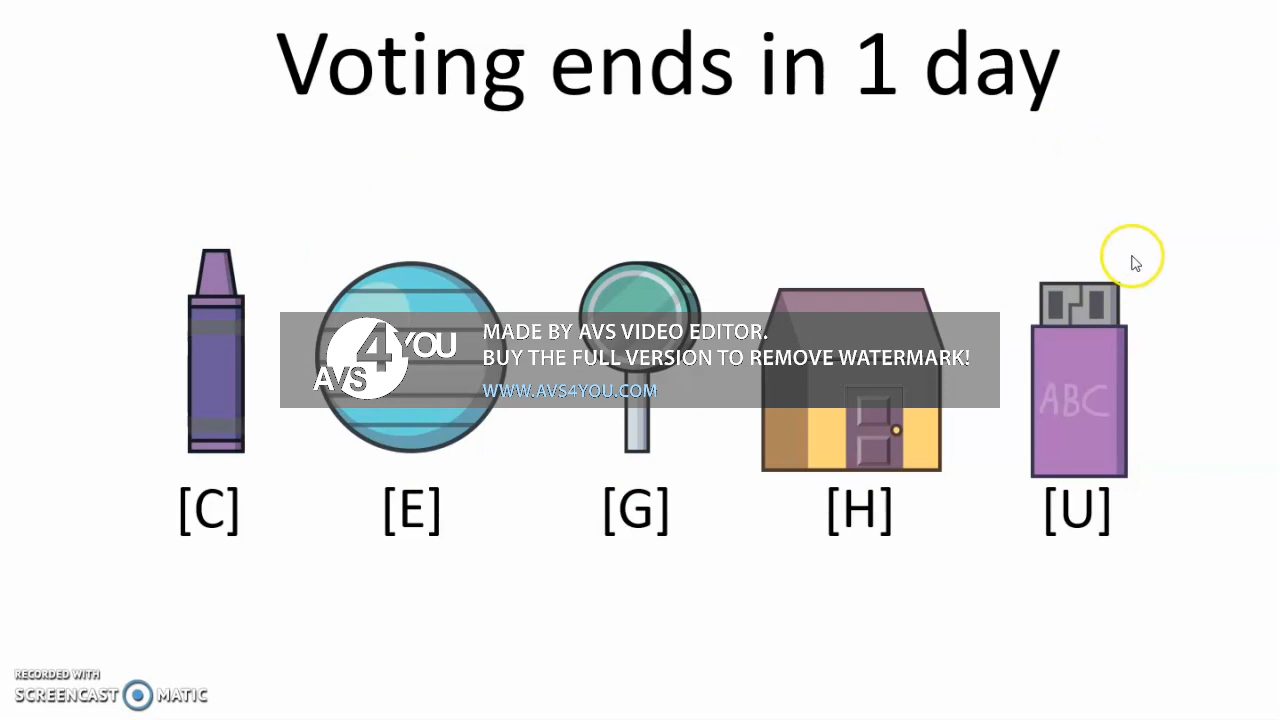 Voting ends in 1 day
AVS4YOU
MADE BY AVS VIDEO EDITOR.
BUY THE FULL VERSION TO REMOVE WATERMARK!
WWW.AVS4YOU.COM
ABC
[C] [E] [G] [H] [U]
RECORDED WITH
SCREENCAST MATIC